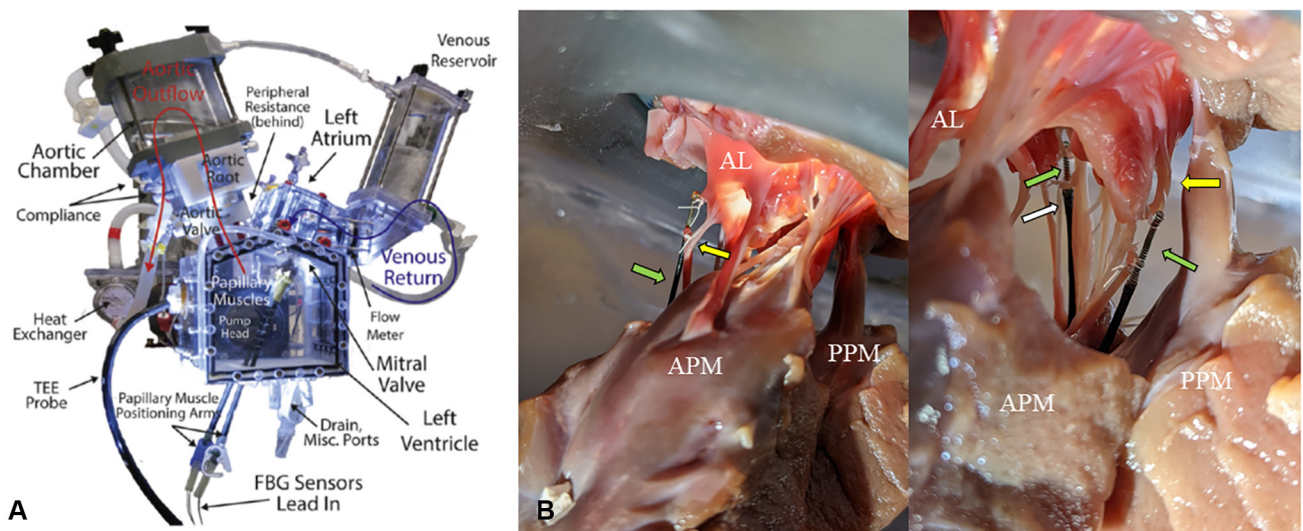 Aortic
Outflow
Venous
Reservoir
Peripheral
Resistance
(behind)
Left
Atrium
Aortic
Chamber
Aortic
Root
Compliance
Aortic
Valve
Venous
Return
Papillary
Muscles
Pump
Head
Flow
Meter
Heat
Exchanger
Mitral
Valve
TEE
Probe
Papillary Muscle
Positioning Arms
Drain,
Misc. Ports
Left
Ventricle
FBG Sensors
Lead In
A
AL
APM
PPM
B
AL
APM
PPM